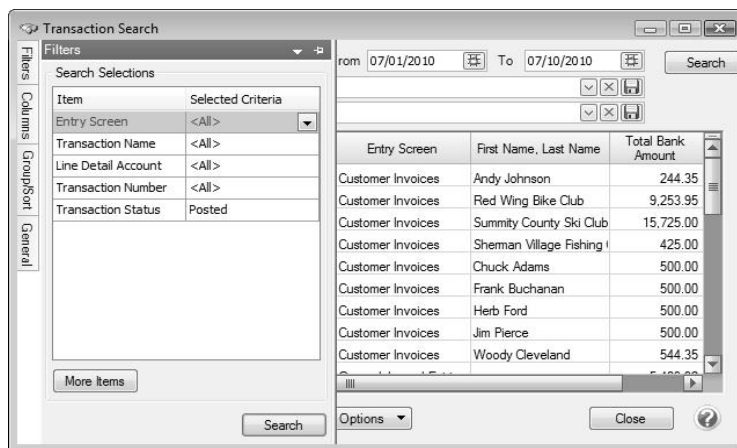 Transaction Search
Filters
Filters
Columns
Group/Sort
General
Search Selections
Item Selected Criteria
Entry Screen <All>
Transaction Name <All>
Line Detail Account <All>
Transaction Number <All>
Transaction Status Posted
More Items
Search
rom 07/01/2010 To 07/10/2010 Search
Entry Screen First Name, Last Name Total Bank Amount
Customer Invoices Andy Johnson 244.35
Customer Invoices Red Wing Bike Club 9,253.95
Customer Invoices Summity County Ski Club 15,725.00
Customer Invoices Sherman Village Fishing 425.00
Customer Invoices Chuck Adams 500.00
Customer Invoices Frank Buchanan 500.00
Customer Invoices Herb Ford 500.00
Customer Invoices Jim Pierce 500.00
Customer Invoices Woody Cleveland 544.35
Options Close